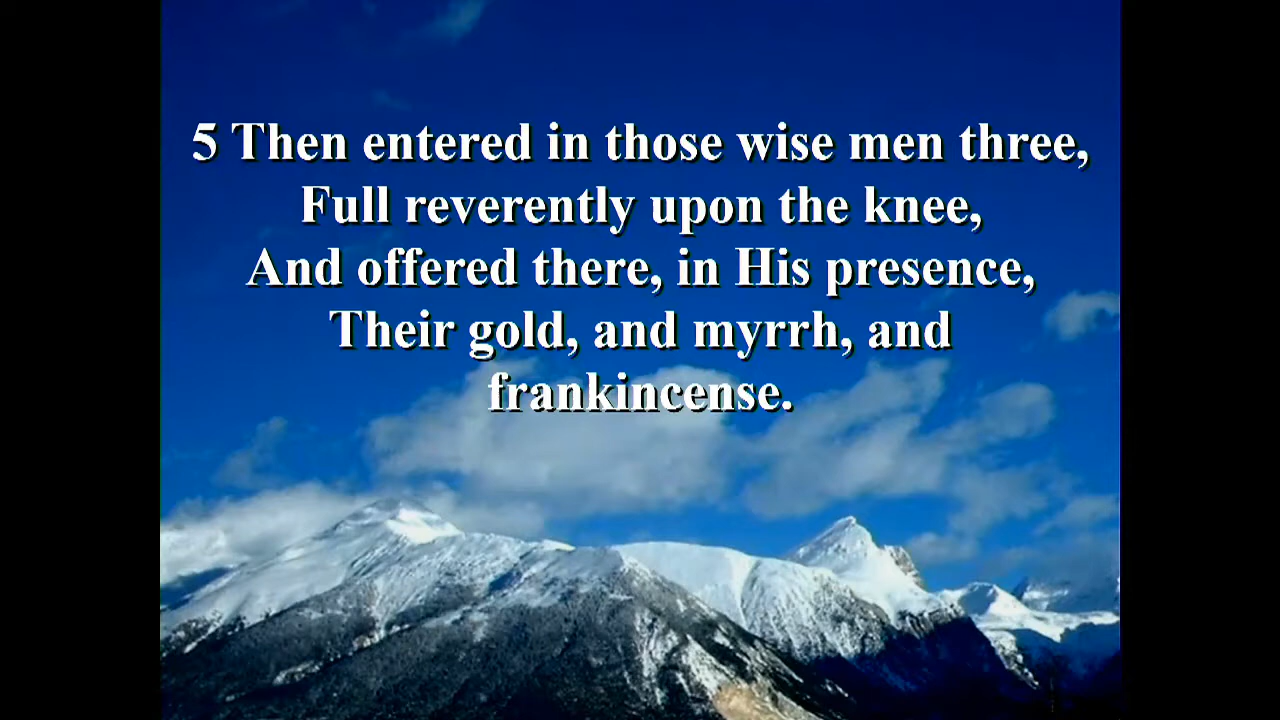 5 Then entered in those wise men three,
Full reverently upon the knee,
And offered there, in His presence,
Their gold, and myrrh, and
frankincense.